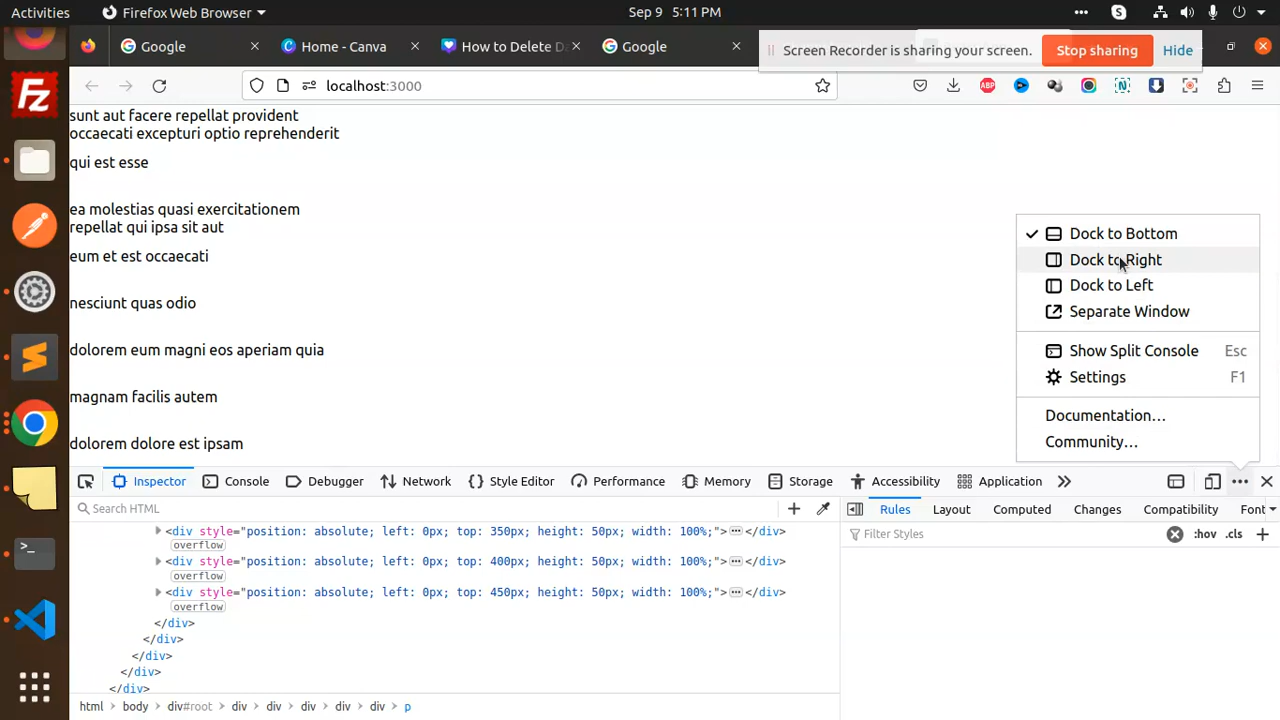 Activities
Firefox Web Browser
Sep 9 5:11 PM
Google
Home - Canva
How to Delete D
Google
Screen Recorder is sharing your screen.
Stop sharing
Hide
localhost:3000
ABP
sunt aut facere repellat provident
occaecati excepturi optio reprehenderit
qui est esse
ea molestias quasi exercitationem
repellat qui ipsa sit aut
eum et est occaecati
nesciunt quas odio
dolorem eum magni eos aperiam quia
magnam facilis autem
dolorem dolore est ipsam
Dock to Bottom
Dock to Right
Dock to Left
Separate Window
Show Split Console Esc
Settings F1
Documentation…
Community…
Inspector
Console
Debugger
Network
Style Editor
Performance
Memory
Storage
Accessibility
Application
Search HTML
Rules
Layout
Computed
Changes
Compatibility
Font
Filter Styles
:hov
.cls
<div style="position: absolute; left: 0px; top: 350px; height: 50px; width: 100%;"></div>
overflow
<div style="position: absolute; left: 0px; top: 400px; height: 50px; width: 100%;"></div>
overflow
<div style="position: absolute; left: 0px; top: 450px; height: 50px; width: 100%;"></div>
overflow
</div>
</div>
</div>
</div>
</div>
html
body
div#root
div
div
div
div
div
p